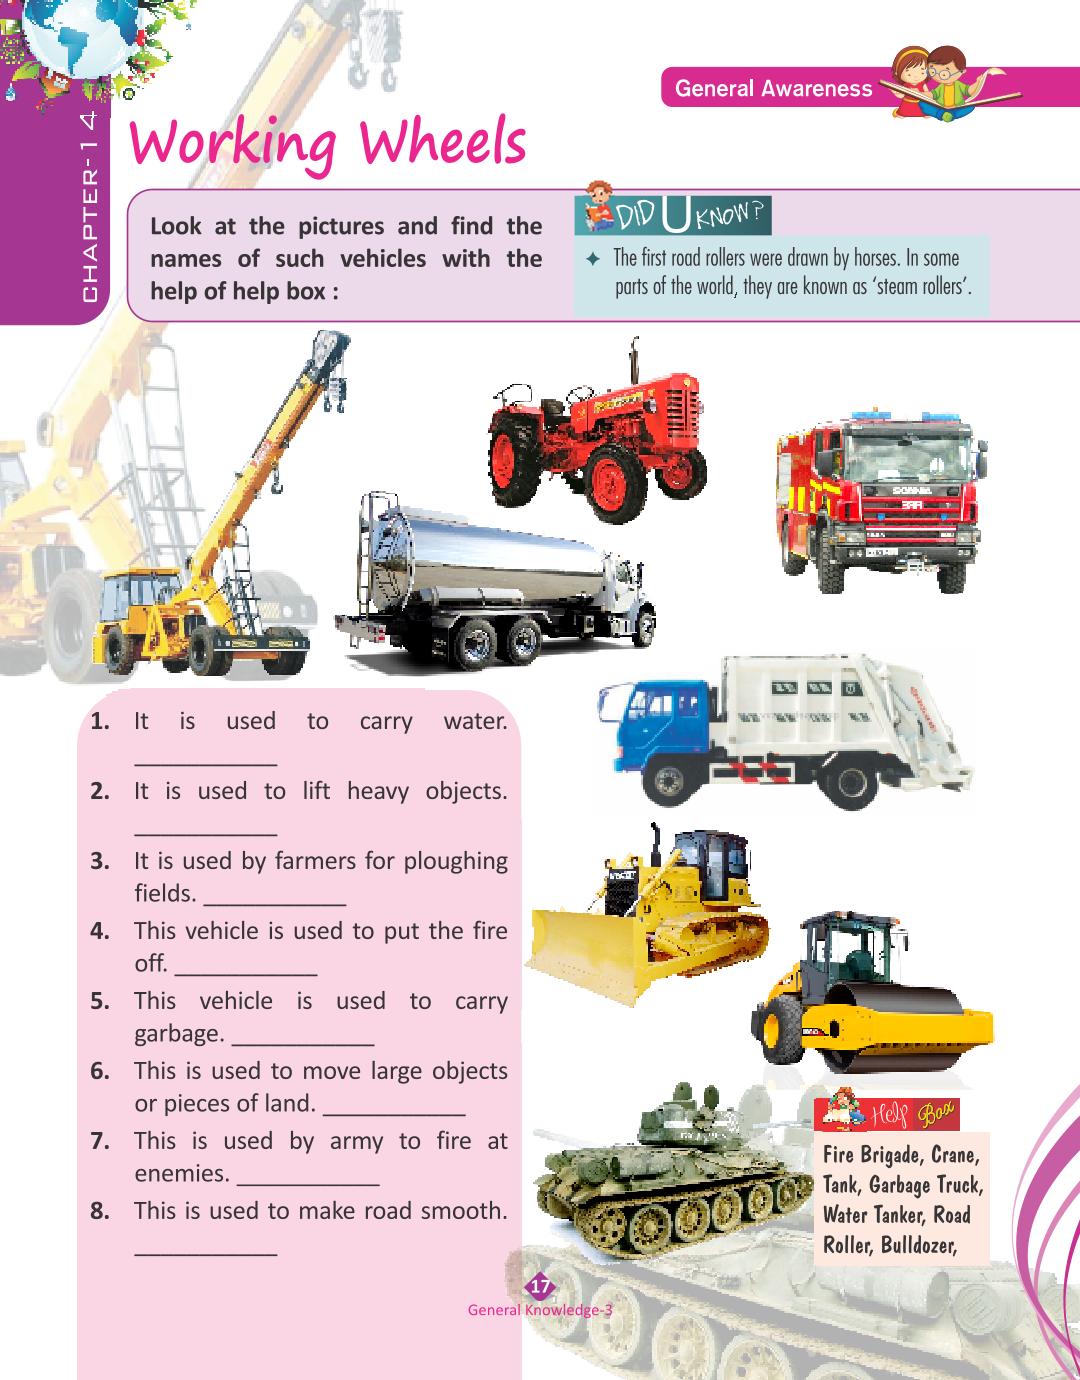 General Awareness
CHAPTER-14
Working Wheels
Look at the pictures and find the
names of such vehicles with the
help of help box :
DID U KNOW?
✦ The first road rollers were drawn by horses. In some
parts of the world, they are known as ‘steam rollers’.
SCANIA
1. It is used to carry water.
___________
2. It is used to lift heavy objects.
___________
3. It is used by farmers for ploughing
fields. ___________
4. This vehicle is used to put the fire
off. ___________
5. This vehicle is used to carry
garbage. ___________
6. This is used to move large objects
or pieces of land. ___________
7. This is used by army to fire at
enemies. ___________
8. This is used to make road smooth.
___________
Help Box
Fire Brigade, Crane,
Tank, Garbage Truck,
Water Tanker, Road
Roller, Bulldozer,
17
General Knowledge-3